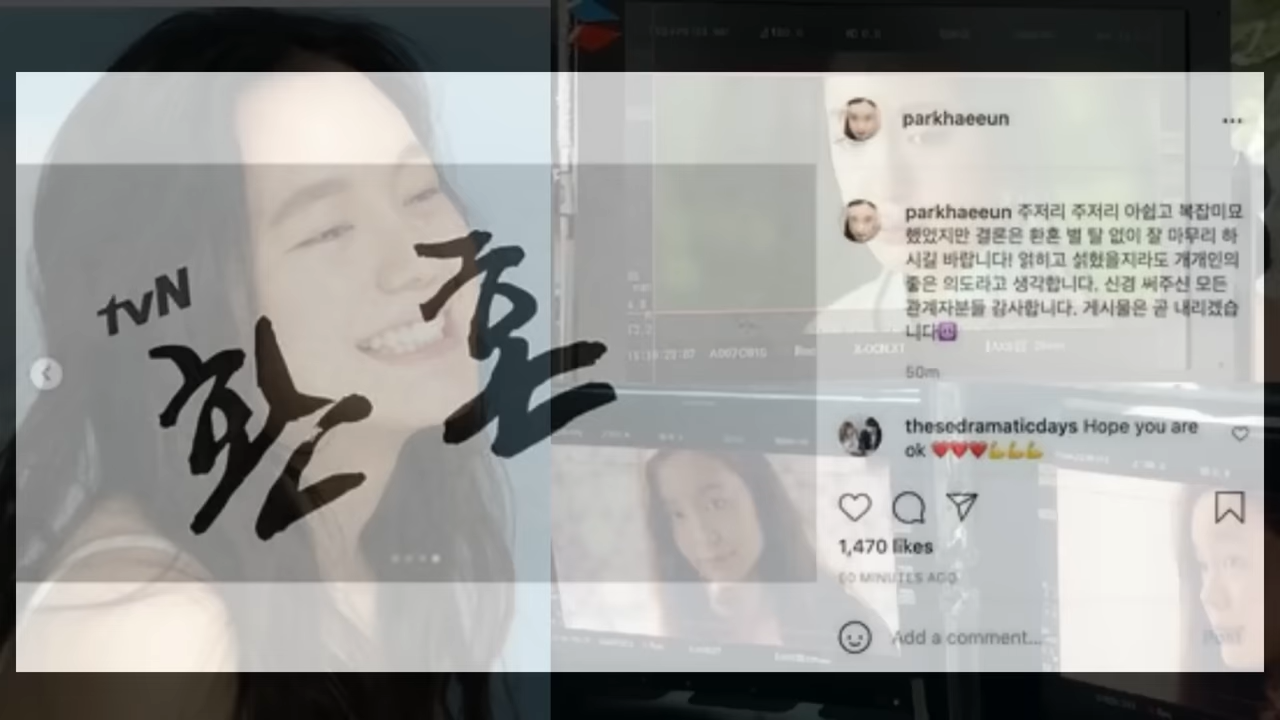 tvN
환혼
parkhaeeun
parkhaeeun 주저리 주저리 아쉽고 복잡미묘
했었지만 결론은 환혼 별 탈 없이 잘 마무리 하
시길 바랍니다! 얽히고 섥혔을지라도 개개인의
좋은 의도라고 생각합니다. 신경 써주신 모든
관계자분들 감사합니다. 게시물은 곧 내리겠습
니다
50m
thesedramaticdays Hope you are
ok ❤️❤️❤️💪💪💪
1,470 likes
50 MINUTES AGO
Add a comment...
Post